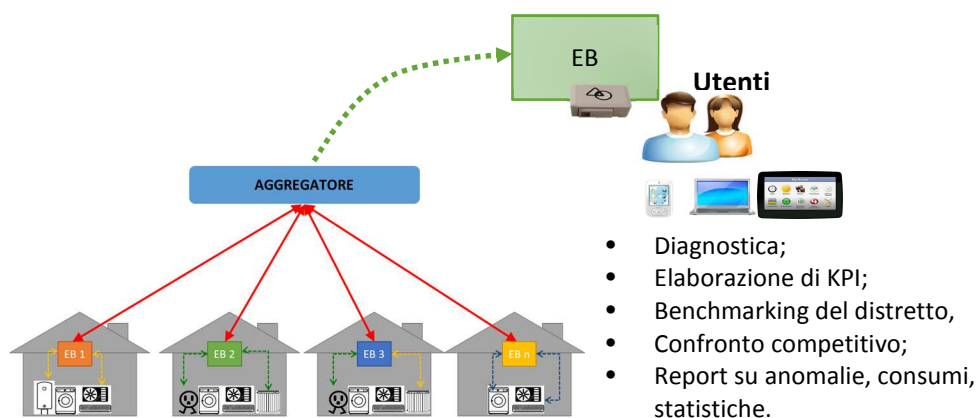 EB
Utenti
AGGREGATORE
EB 1
EB 2
EB 3
EB n
• Diagnostica;
• Elaborazione di KPI;
• Benchmarking del distretto,
• Confronto competitivo;
• Report su anomalie, consumi,
statistiche.